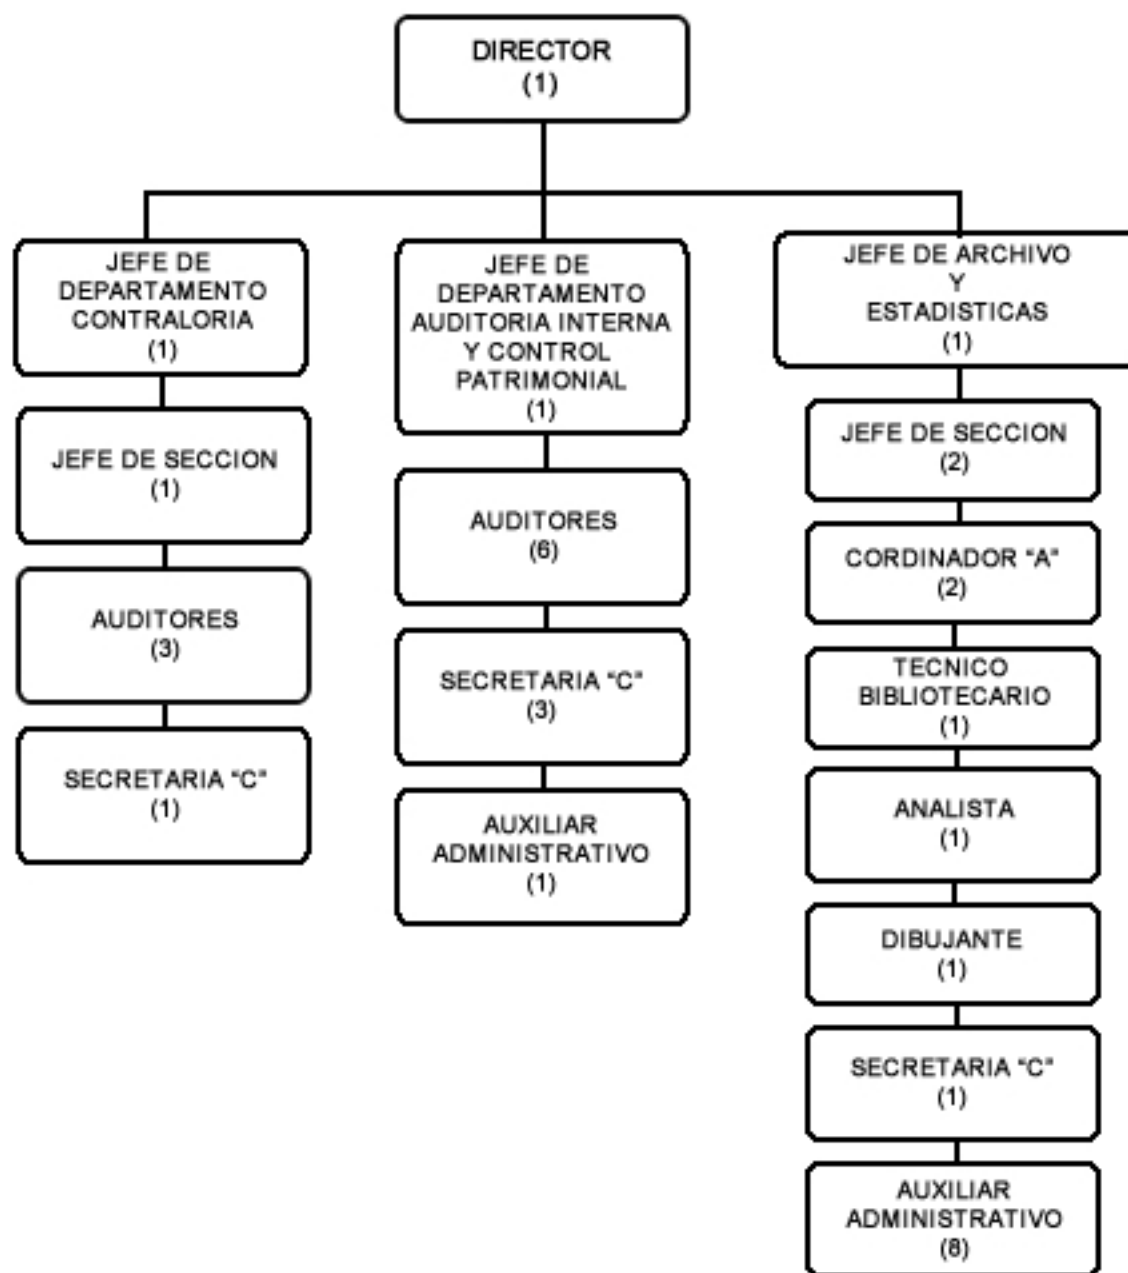 DIRECTOR
(1)
JEFE DE
DEPARTAMENTO
CONTRALORIA
(1)
JEFE DE SECCION
(1)
AUDITORES
(3)
SECRETARIA “C”
(1)
JEFE DE
DEPARTAMENTO
AUDITORIA INTERNA
Y CONTROL
PATRIMONIAL
(1)
AUDITORES
(6)
SECRETARIA “C”
(3)
AUXILIAR
ADMINISTRATIVO
(1)
JEFE DE ARCHIVO
Y
ESTADISTICAS
(1)
JEFE DE SECCION
(2)
CORDINADOR “A”
(2)
TECNICO
BIBLIOTECARIO
(1)
ANALISTA
(1)
DIBUJANTE
(1)
SECRETARIA “C”
(1)
AUXILIAR
ADMINISTRATIVO
(8)